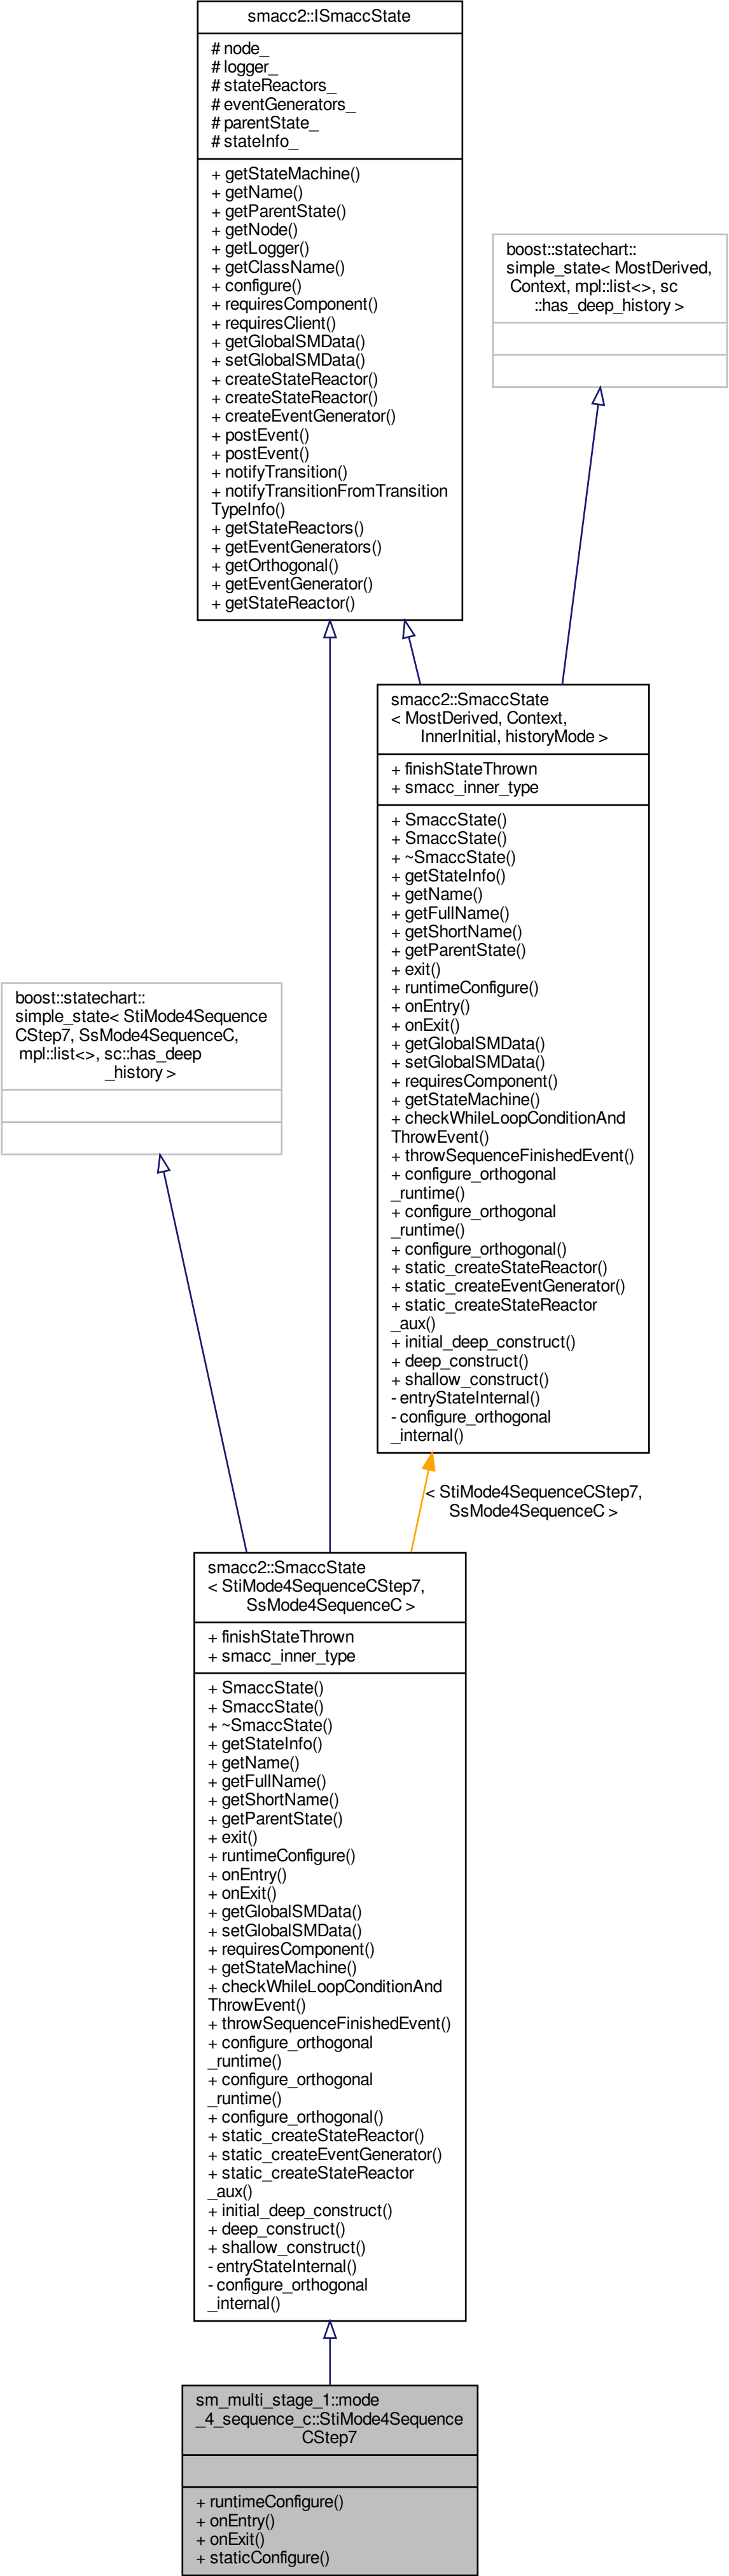 smacc2::ISmaccState
# node_
# logger_
# stateReactors_
# eventGenerators_
# parentState_
# stateInfo_
+ getStateMachine()
+ getName()
+ getParentState()
+ getNode()
+ getLogger()
+ getClassName()
+ configure()
+ requiresComponent()
+ requiresClient()
+ getGlobalSMData()
+ setGlobalSMData()
+ createStateReactor()
+ createStateReactor()
+ createEventGenerator()
+ postEvent()
+ postEvent()
+ notifyTransition()
+ notifyTransitionFromTransition
TypeInfo()
+ getStateReactors()
+ getEventGenerators()
+ getOrthogonal()
+ getEventGenerator()
+ getStateReactor()
boost::statechart::
simple_state< MostDerived,
Context, mpl::list<>, sc
::has_deep_history >
smacc2::SmaccState
< MostDerived, Context,
InnerInitial, historyMode >
+ finishStateThrown
+ smacc_inner_type
+ SmaccState()
+ SmaccState()
+ ~SmaccState()
+ getStateInfo()
+ getName()
+ getFullName()
+ getShortName()
+ getParentState()
+ exit()
+ runtimeConfigure()
+ onEntry()
+ onExit()
+ getGlobalSMData()
+ setGlobalSMData()
+ requiresComponent()
+ getStateMachine()
+ checkWhileLoopConditionAnd
ThrowEvent()
+ throwSequenceFinishedEvent()
+ configure_orthogonal
_runtime()
+ configure_orthogonal
_runtime()
+ configure_orthogonal()
+ static_createStateReactor()
+ static_createEventGenerator()
+ static_createStateReactor
_aux()
+ initial_deep_construct()
+ deep_construct()
+ shallow_construct()
- entryStateInternal()
- configure_orthogonal
_internal()
boost::statechart::
simple_state< StiMode4Sequence
CStep7, SsMode4SequenceC,
mpl::list<>, sc::has_deep
_history >
< StiMode4SequenceCStep7,
SsMode4SequenceC >
smacc2::SmaccState
< StiMode4SequenceCStep7,
SsMode4SequenceC >
+ finishStateThrown
+ smacc_inner_type
+ SmaccState()
+ SmaccState()
+ ~SmaccState()
+ getStateInfo()
+ getName()
+ getFullName()
+ getShortName()
+ getParentState()
+ exit()
+ runtimeConfigure()
+ onEntry()
+ onExit()
+ getGlobalSMData()
+ setGlobalSMData()
+ requiresComponent()
+ getStateMachine()
+ checkWhileLoopConditionAnd
ThrowEvent()
+ throwSequenceFinishedEvent()
+ configure_orthogonal
_runtime()
+ configure_orthogonal
_runtime()
+ configure_orthogonal()
+ static_createStateReactor()
+ static_createEventGenerator()
+ static_createStateReactor
_aux()
+ initial_deep_construct()
+ deep_construct()
+ shallow_construct()
- entryStateInternal()
- configure_orthogonal
_internal()
sm_multi_stage_1::mode
_4_sequence_c::StiMode4Sequence
CStep7
+ runtimeConfigure()
+ onEntry()
+ onExit()
+ staticConfigure()